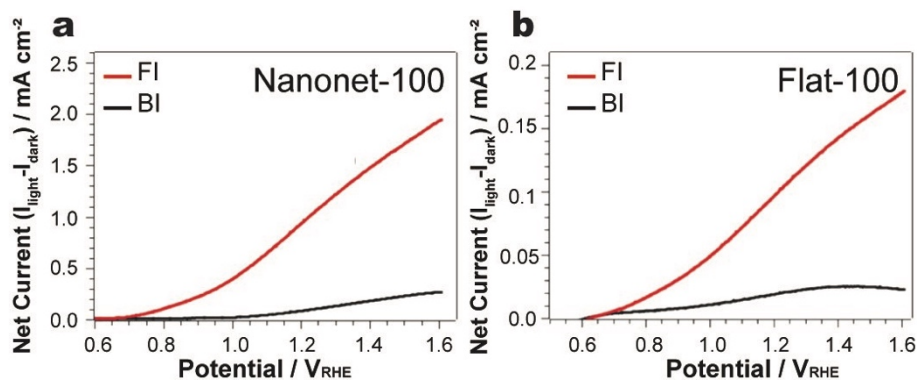 a
Net Current (Ilight-Idark) / mA cm-2
2.5
2.0
1.5
1.0
0.5
0.0
FI
BI
Nanonet-100
0.6 0.8 1.0 1.2 1.4 1.6
Potential / VRHE
b
Net Current (Ilight-Idark) / mA cm-2
0.2
0.15
0.1
0.05
0.0
FI
BI
Flat-100
0.6 0.8 1.0 1.2 1.4 1.6
Potential / VRHE